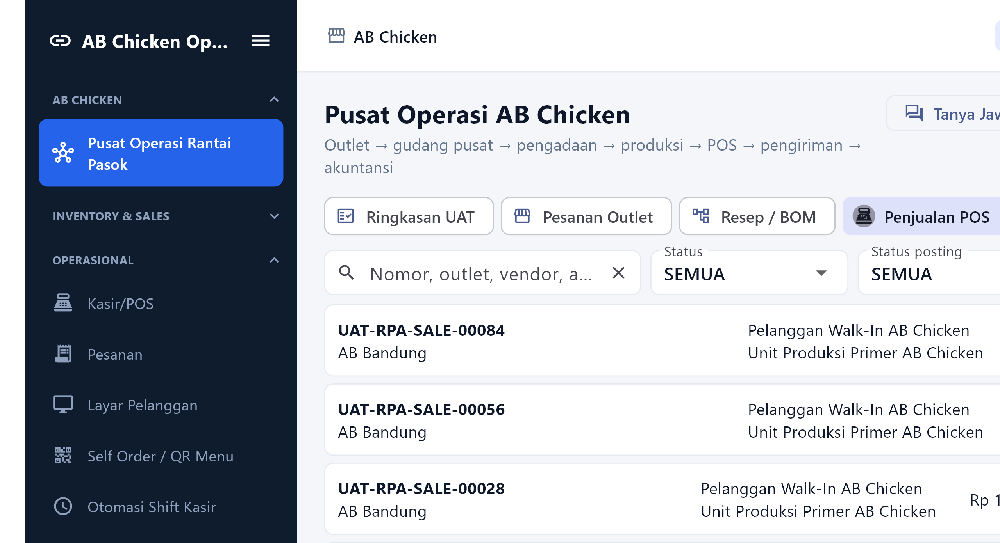 AB Chicken Op...
AB CHICKEN
Pusat Operasi Rantai
Pasok
INVENTORY & SALES
OPERASIONAL
Kasir/POS
Pesanan
Layar Pelanggan
Self Order / QR Menu
Otomasi Shift Kasir
AB Chicken
Pusat Operasi AB Chicken
Tanya
Outlet → gudang pusat → pengadaan → produksi → POS → pengiriman →
akuntansi
Ringkasan UAT
Pesanan Outlet
Resep / BOM
Penjualan POS
Nomor, outlet, vendor, a...
Status
SEMUA
Status posting
SEMUA
UAT-RPA-SALE-00084
AB Bandung
Pelanggan Walk-In AB Chicken
Unit Produksi Primer AB Chicken
UAT-RPA-SALE-00056
AB Bandung
Pelanggan Walk-In AB Chicken
Unit Produksi Primer AB Chicken
UAT-RPA-SALE-00028
AB Bandung
Pelanggan Walk-In AB Chicken
Unit Produksi Primer AB Chicken
Rp 1